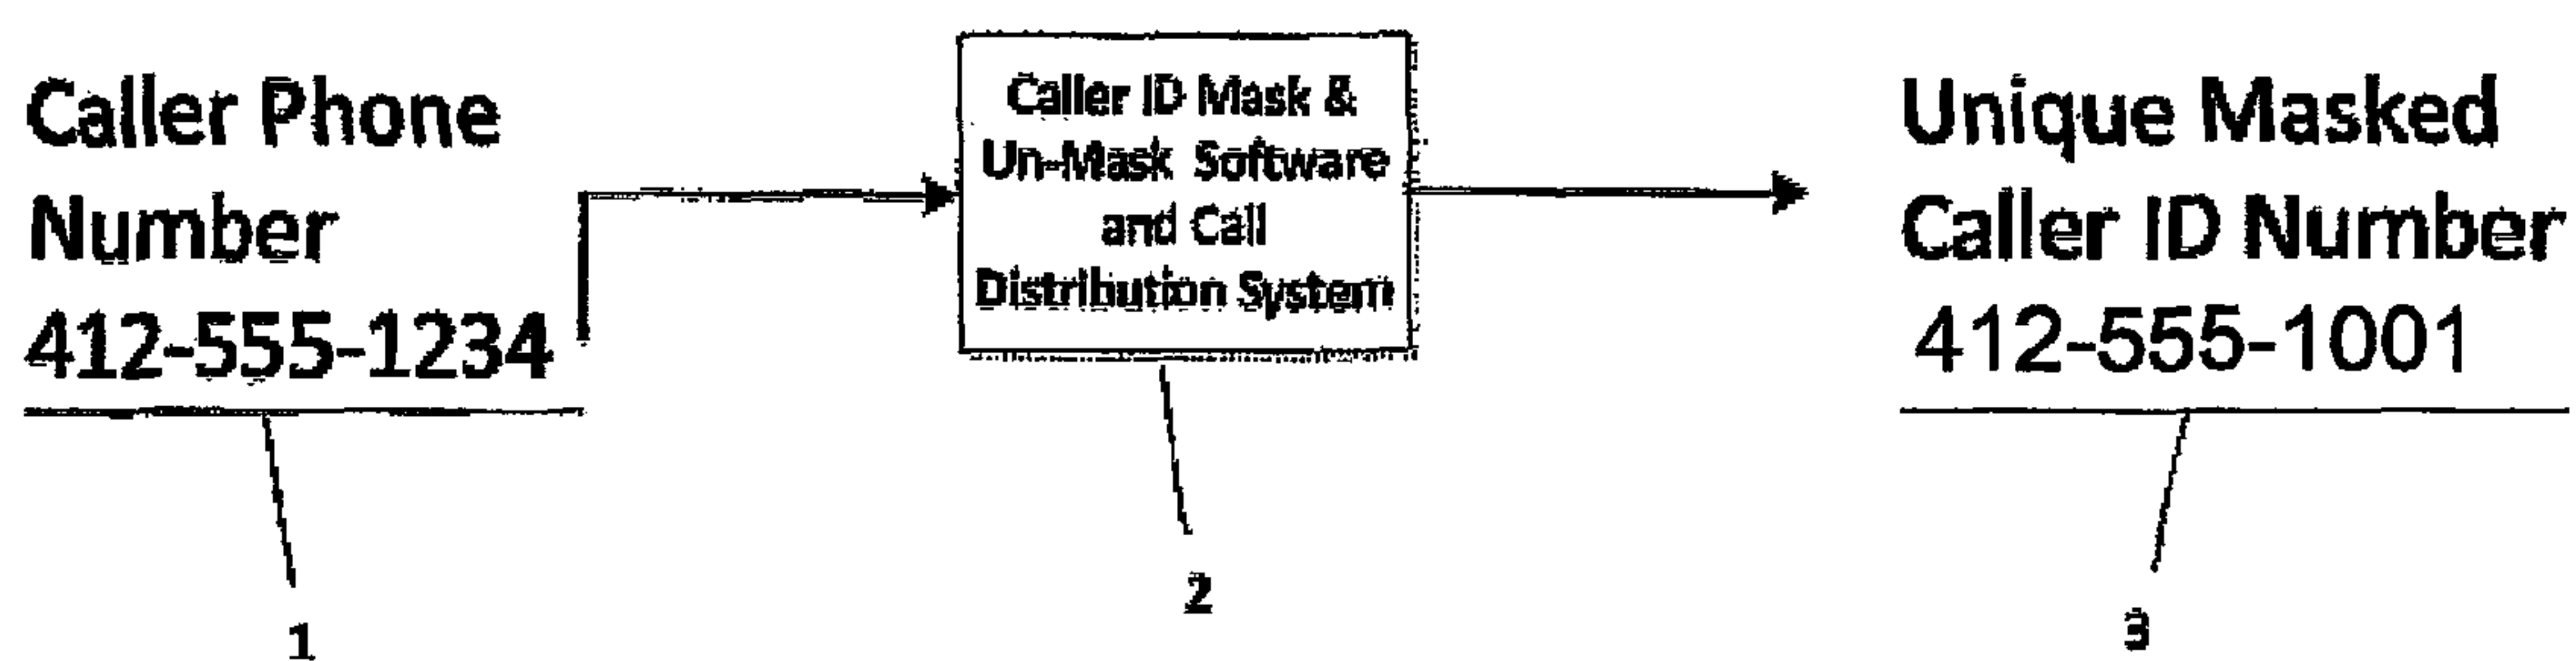 Caller Phone
Number
412-555-1234
Caller ID Mask &
Un-Mask Software
and Call
Distribution System
Unique Masked
Caller ID Number
412-555-1001
1
2
3